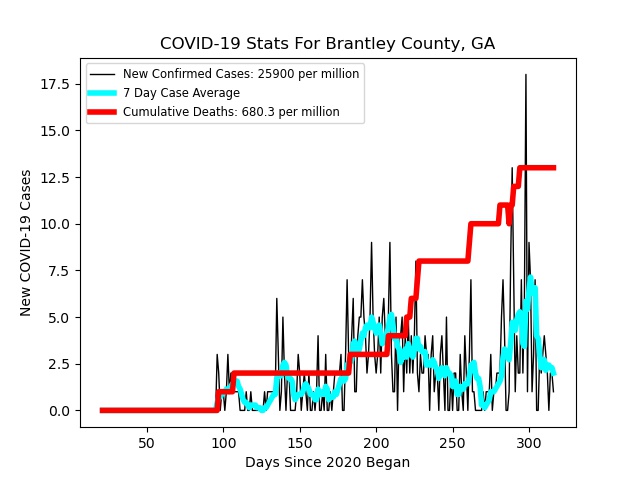 COVID-19 Stats For Brantley County, GA
New Confirmed Cases: 25900 per million
7 Day Case Average
Cumulative Deaths: 680.3 per million
17.5
15.0
12.5
10.0
7.5
5.0
2.5
0.0
New COVID-19 Cases
50 100 150 200 250 300
Days Since 2020 Began